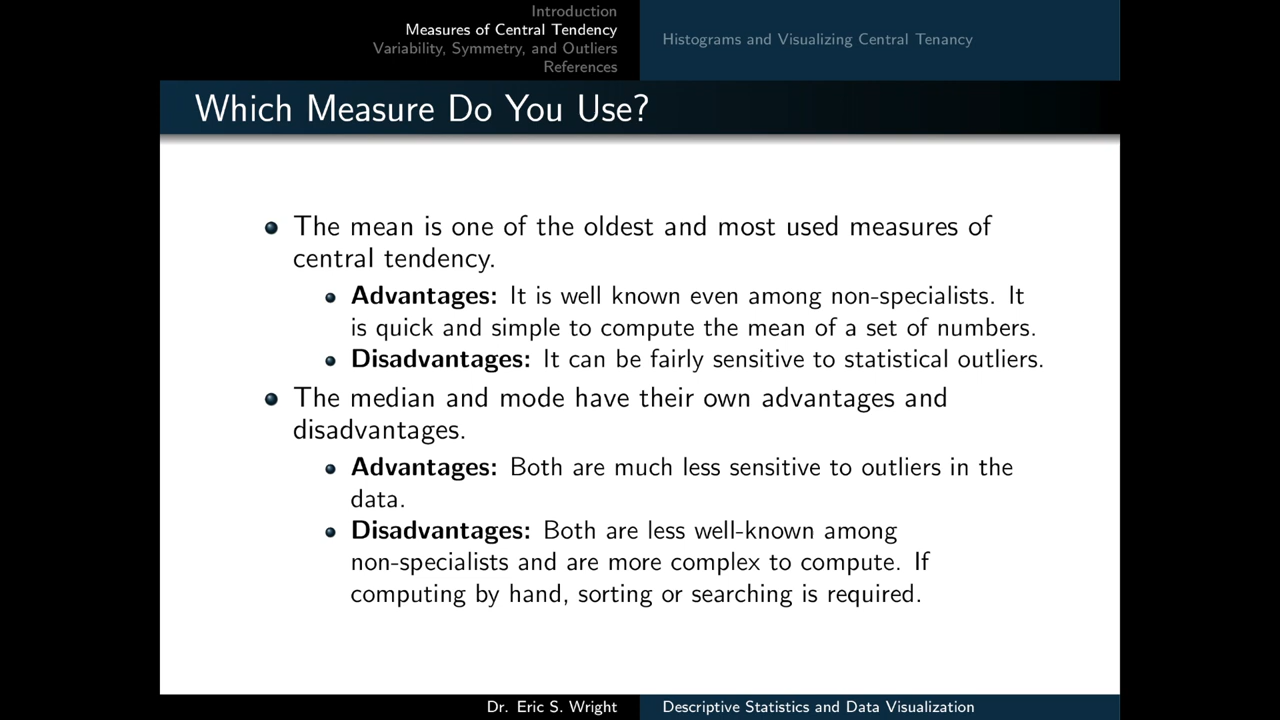 Introduction
Measures of Central Tendency
Variability, Symmetry, and Outliers
References
Histograms and Visualizing Central Tenancy
Which Measure Do You Use?
The mean is one of the oldest and most used measures of
central tendency.
Advantages: It is well known even among non-specialists. It
is quick and simple to compute the mean of a set of numbers.
Disadvantages: It can be fairly sensitive to statistical outliers.
The median and mode have their own advantages and
disadvantages.
Advantages: Both are much less sensitive to outliers in the
data.
Disadvantages: Both are less well-known among
non-specialists and are more complex to compute. If
computing by hand, sorting or searching is required.
Dr. Eric S. Wright
Descriptive Statistics and Data Visualization